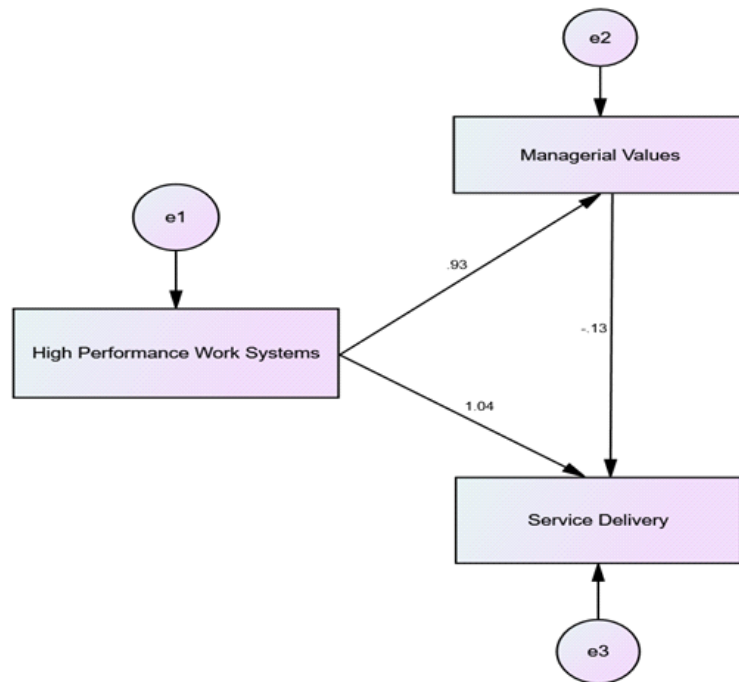 e2
Managerial Values
e1
.93
High Performance Work Systems
-.13
1.04
Service Delivery
e3